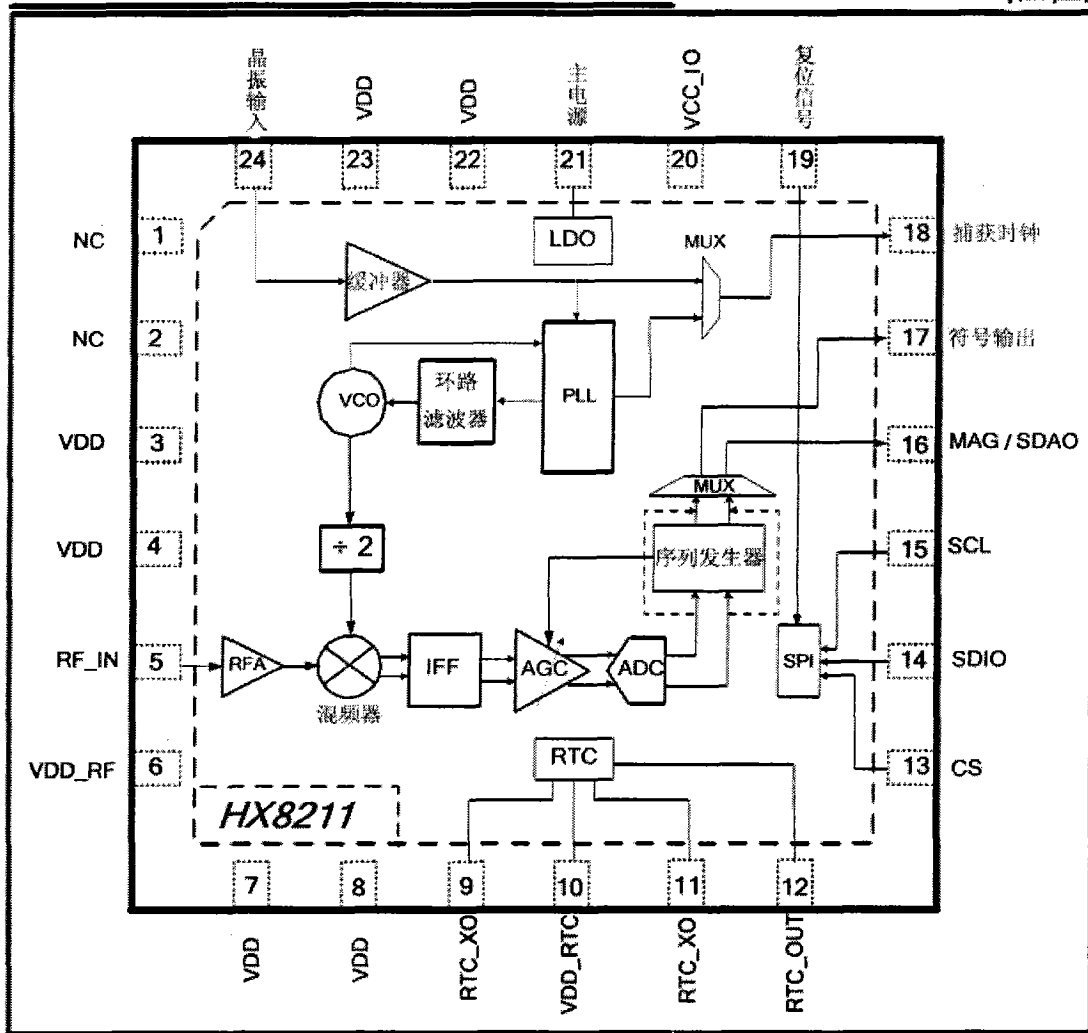 晶振输入
VDD
VDD
主电源
VCC_IO
复位信号
24
23
22
21
20
19
NC
1
LDO
MUX
18
捕获时钟
缓冲器
NC
2
17
符号输出
VCO
环路
滤波器
PLL
VDD
3
16
MAG / SDAO
MUX
VDD
4
÷ 2
序列发生器
15
SCL
RF_IN
5
RFA
IFF
AGC
ADC
SPI
14
SDIO
混频器
VDD_RF
6
RTC
13
CS
HX8211
7
8
9
10
11
12
VDD
VDD
RTC_XO
VDD_RTC
RTC_XO
RTC_OUT